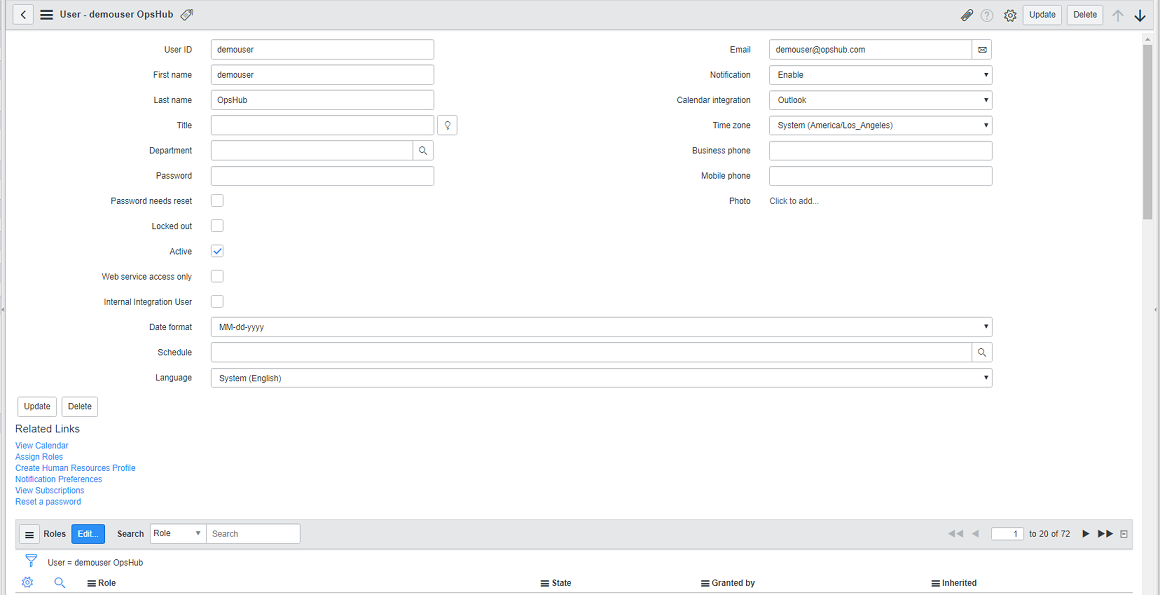 User - demouser OpsHub
Update
Delete
User ID
demouser
Email
demouser@opshub.com
First name
demouser
Notification
Enable
Last name
OpsHub
Calendar integration
Outlook
Title
Time zone
System (America/Los_Angeles)
Department
Business phone
Password
Mobile phone
Password needs reset
Photo
Click to add...
Locked out
Active
Web service access only
Internal Integration User
Date format
MM-dd-yyyy
Schedule
Language
System (English)
Update
Delete
Related Links
View Calendar
Assign Roles
Create Human Resources Profile
Notification Preferences
View Subscriptions
Reset a password
Roles
Edit...
Search
Role
Search
1
to 20 of 72
User = demouser OpsHub
Role
State
Granted by
Inherited